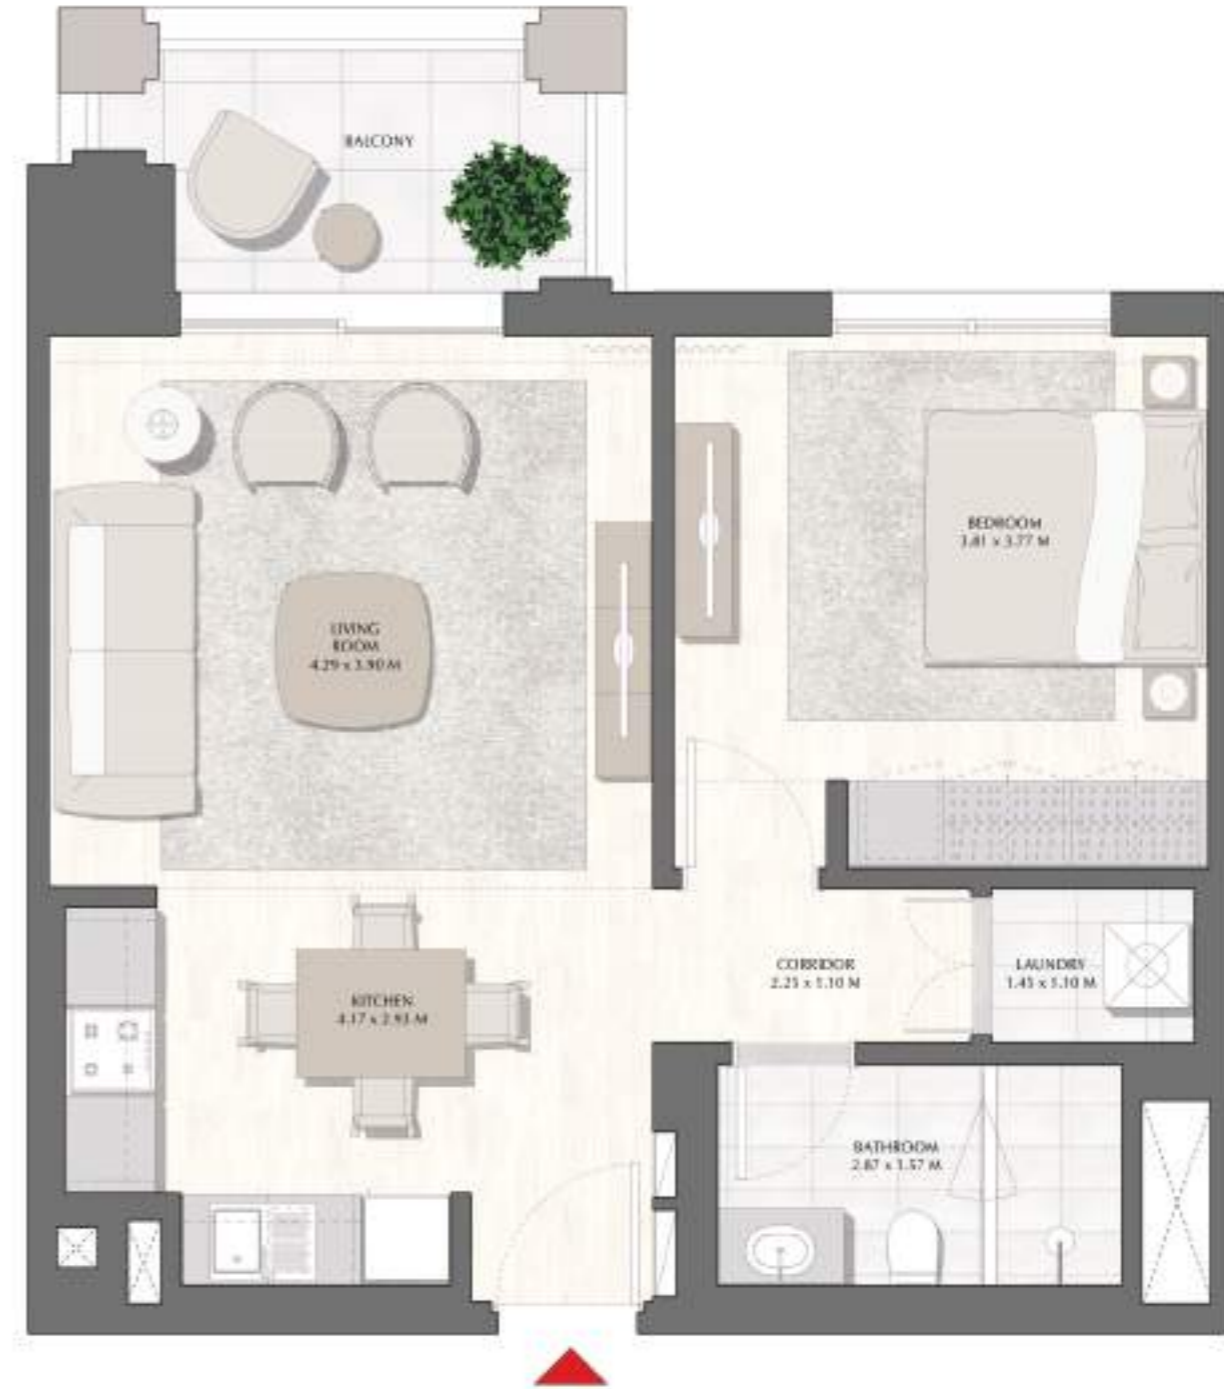 BALCONY
BEDROOM
3.81 x 3.77 M
LIVING
ROOM
4.29 x 3.90 M
CORRIDOR
2.25 x 1.10 M
LAUNDRY
1.45 x 1.10 M
KITCHEN
4.17 x 2.93 M
BATHROOM
2.87 x 1.57 M